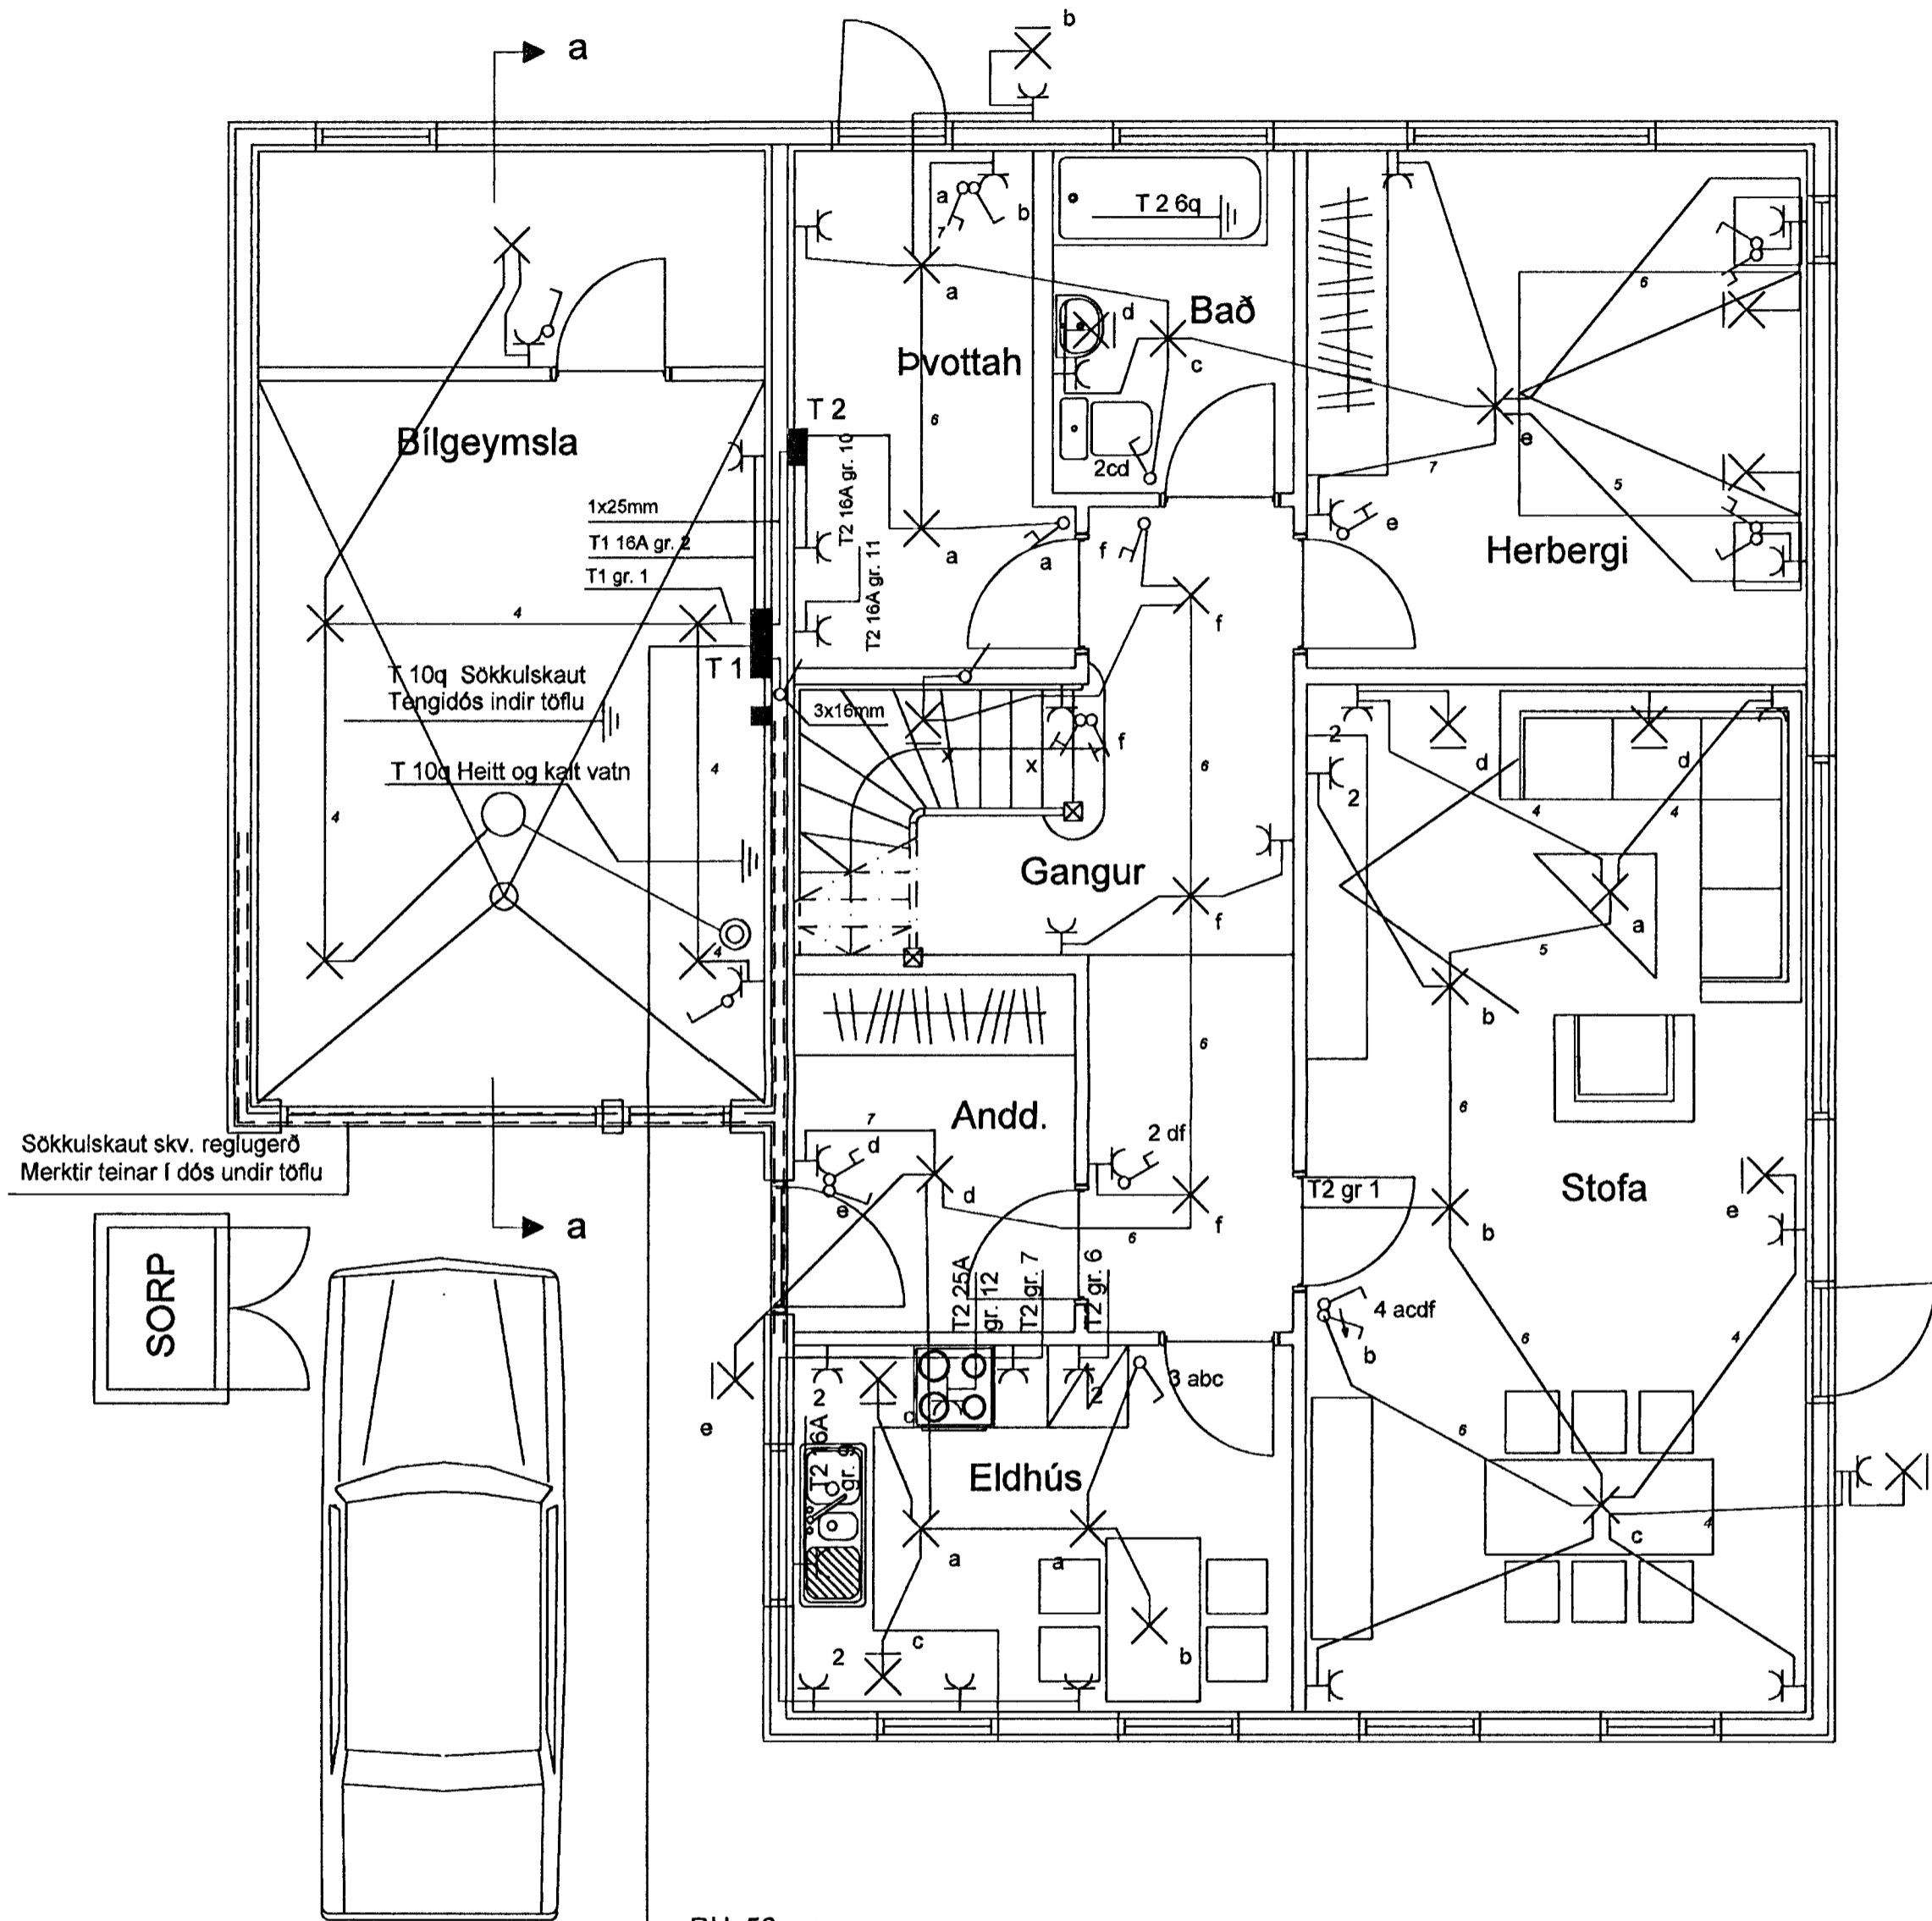 b
a
a
b
7
T 2 6q
a
d
Bað
c
Þvottah
6
T 2
2cd
6
e
7
5
e
Herbergi
Bílgeymsla
1x25mm
T1 16A gr. 2
T1 gr. 1
T2 16A gr. 10
T2 16A gr. 11
a
a
f
f
4
T 1
T 10q Sökkulskaut
Tengidós indir töflu
3x16mm
x
x
f
T 10q Heitt og kalt vatn
4
4
6
2
2
d
d
4
4
Gangur
f
a
5
4
b
6
6
Andd.
7
d
e
d
2 df
f
6
Sökkulskaut skv. reglugerð
Merktir teinar í dós undir töflu
a
SORP
T2 gr 1
b
Stofa
e
T2 25A
gr. 12
T2 gr. 7
T2 gr. 6
4 acdf
b
6
4
e
2
2
3 abc
T2 16A
gr. 9
Eldhús
6
4
c
a
a
b
c
2